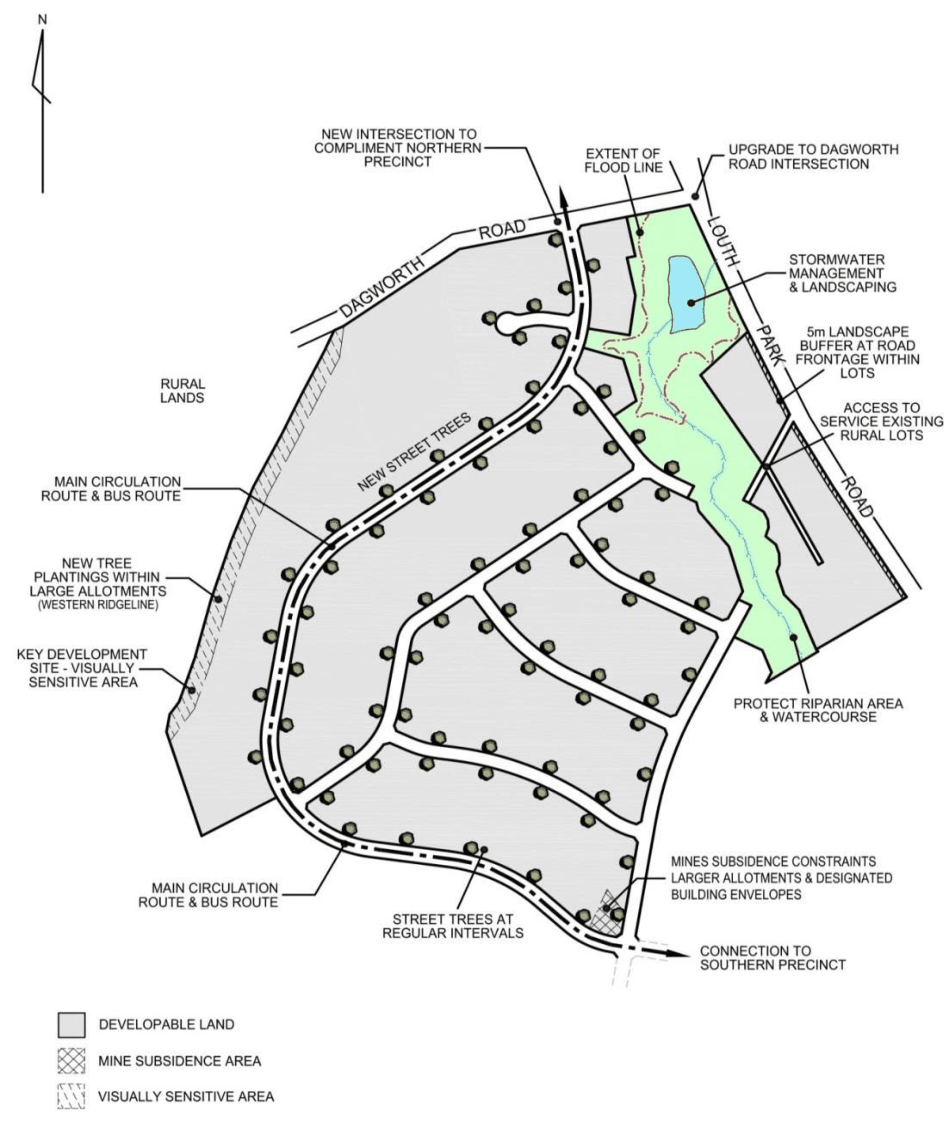 N
NEW INTERSECTION TO
COMPLIMENT NORTHERN
PRECINCT
EXTENT OF
FLOOD LINE
UPGRADE TO DAGWORTH
ROAD INTERSECTION
DAGWORTH ROAD
LOUTH PARK ROAD
STORMWATER
MANAGEMENT
& LANDSCAPING
5m LANDSCAPE
BUFFER AT ROAD
FRONTAGE WITHIN
LOTS
RURAL
LANDS
ACCESS TO
SERVICE EXISTING
RURAL LOTS
NEW STREET TREES
MAIN CIRCULATION
ROUTE & BUS ROUTE
NEW TREE
PLANTINGS WITHIN
LARGE ALLOTMENTS
(WESTERN RIDGELINE)
KEY DEVELOPMENT
SITE - VISUALLY
SENSITIVE AREA
PROTECT RIPARIAN AREA
& WATERCOURSE
MAIN CIRCULATION
ROUTE & BUS ROUTE
STREET TREES AT
REGULAR INTERVALS
MINES SUBSIDENCE CONSTRAINTS
LARGER ALLOTMENTS & DESIGNATED
BUILDING ENVELOPES
CONNECTION TO
SOUTHERN PRECINCT
DEVELOPABLE LAND
MINE SUBSIDENCE AREA
VISUALLY SENSITIVE AREA